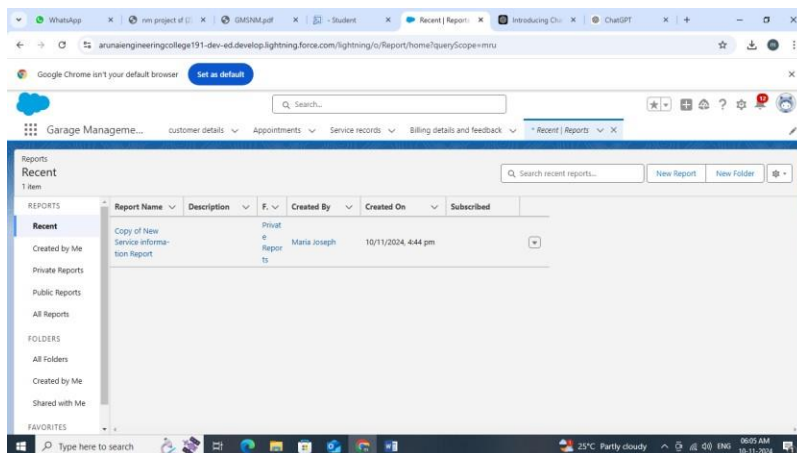 WhatsApp
nm project sf (2
GMSNM.pdf
- Student
Recent | Reports
Introducing Cha
ChatGPT
arunaiengineeringcollege191-dev-ed.develop.lightning.force.com/lightning/o/Report/home?queryScope=mru
Google Chrome isn't your default browser
Set as default
Search...
12
Garage Manageme...
customer details
Appointments
Service records
Billing details and feedback
* Recent | Reports
Reports
Recent
1 item
Search recent reports...
New Report
New Folder
REPORTS
Recent
Created by Me
Private Reports
Public Reports
All Reports
FOLDERS
All Folders
Created by Me
Shared with Me
FAVORITES
Report Name
Description
F.
Created By
Created On
Subscribed
Copy of New
Service informa-
tion Report
Privat
e
Repor
ts
Maria Joseph
10/11/2024, 4:44 pm
Type here to search
25°C Partly cloudy
ENG
06:05 AM
10-11-2024